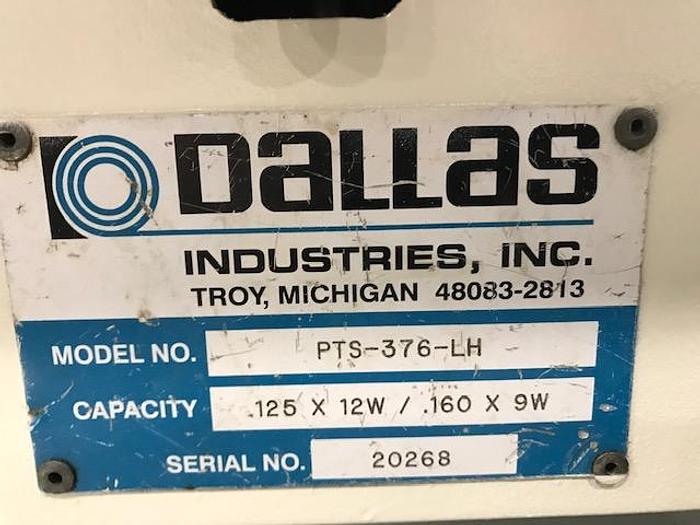 DALLAS
INDUSTRIES, INC.
TROY, MICHIGAN 48083-2813
MODEL NO. PTS-376-LH
CAPACITY .125 X 12W / .160 X 9W
SERIAL NO. 20268